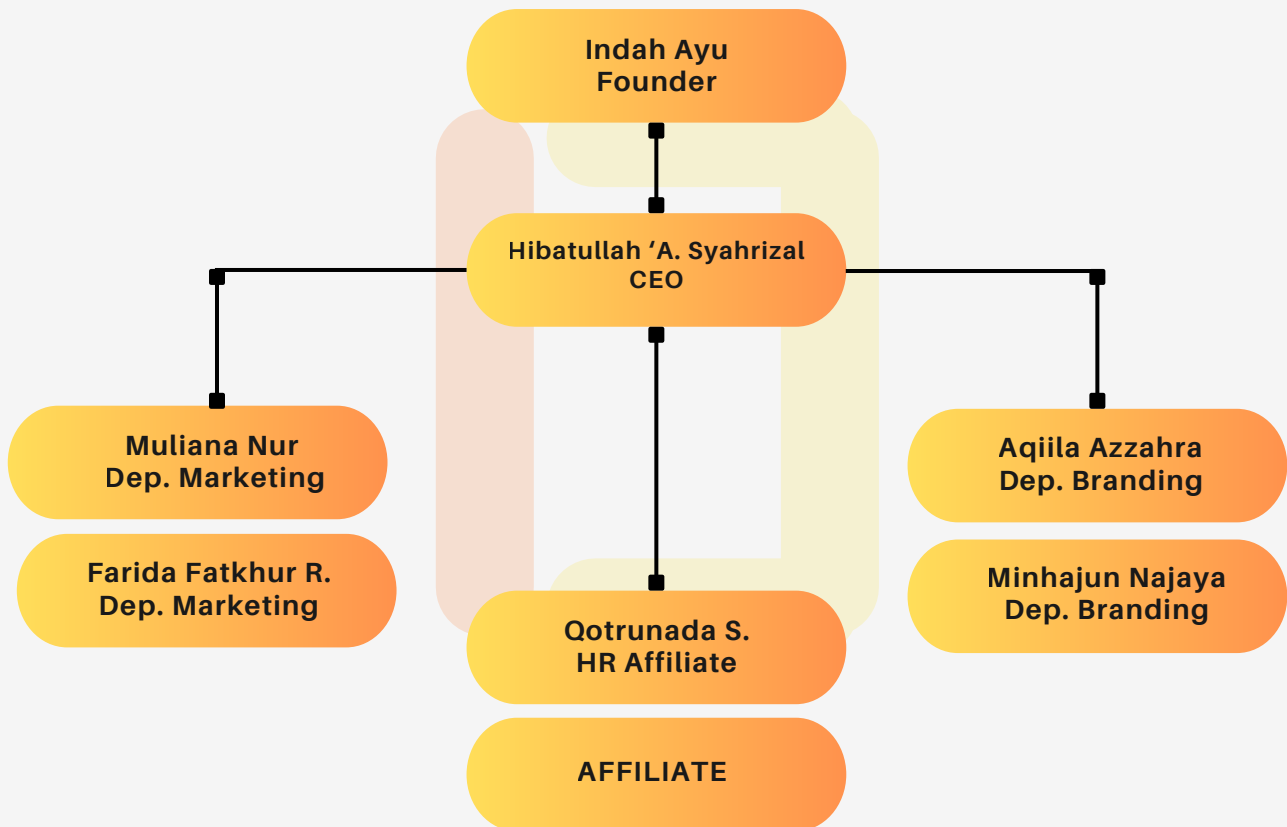 Indah Ayu
Founder
Hibatullah ‘A. Syahrizal
CEO
Muliana Nur
Dep. Marketing
Farida Fatkhur R.
Dep. Marketing
Aqiila Azzahra
Dep. Branding
Minhajun Najaya
Dep. Branding
Qotrunada S.
HR Affiliate
AFFILIATE